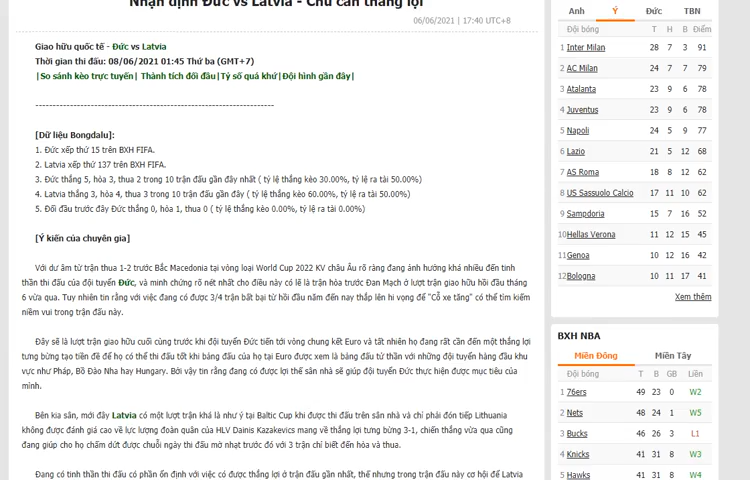 Nhận định Đức vs Latvia - Chủ cần thắng lợi
06/06/2021 | 17:40 UTC+8
Giao hữu quốc tế - Đức vs Latvia
Thời gian thi đấu: 08/06/2021 01:45 Thứ ba (GMT+7)
|So sánh kèo trực tuyến| Thành tích đối đầu|Tỷ số quá khứ|Đội hình gần đây|
------------------------------------------------------------------------
[Dữ liệu Bongdalu]:
1. Đức xếp thứ 15 trên BXH FIFA.
2. Latvia xếp thứ 137 trên BXH FIFA.
3. Đức thắng 5, hòa 3, thua 2 trong 10 trận đấu gần đây nhất ( tỷ lệ thắng kèo 30.00%, tỷ lệ ra tài 50.00%)
4. Latvia thắng 3, hòa 4, thua 3 trong 10 trận đấu gần đây ( tỷ lệ thắng kèo 60.00%, tỷ lệ ra tài 50.00%)
5. Đối đầu trước đây Đức thắng 0, hòa 1, thua 0 ( tỷ lệ thắng kèo 0.00%, tỷ lệ ra tài 0.00%)
[Ý kiến của chuyên gia]
Với dư âm từ trận thua 1-2 trước Bắc Macedonia tại vòng loại World Cup 2022 KV châu Âu rõ ràng đang ảnh hưởng khá nhiều đến tinh
thần thi đấu của đội tuyển Đức, và minh chứng rõ nét nhất cho điều này có lẽ là trận hòa trước Đan Mạch ở lượt trận giao hữu hồi đầu tháng
6 vừa qua. Tuy nhiên tin rằng với việc đang có được 3/4 trận bất bại từ hồi đầu năm đến nay thắp lên hi vọng để "Cỗ xe tăng" có thể tìm kiếm
niềm vui trong trận đấu này.
Đây sẽ là lượt trận giao hữu cuối cùng trước khi đội tuyển Đức tiến tới vòng chung kết Euro và tất nhiên họ đang rất cần đến một thắng lợi
tưng bừng tạo tiền đề để họ có thể thi đấu tốt khi bảng đấu của họ tại Euro được xem là bảng đấu tử thần với những đội tuyển hàng đầu khu
vực như Pháp, Bồ Đào Nha hay Hungary. Bởi vậy tin rằng đang có được lợi thế sân nhà sẽ giúp đội tuyển Đức thực hiện được mục tiêu của
mình.
Bên kia sân, mới đây Latvia có một lượt trận khá là như ý tại Baltic Cup khi được thi đấu trên sân nhà và chỉ phải đón tiếp Lithuania
không được đánh giá cao về lực lượng đoàn quân của HLV Dainis Kazakevics mang về thắng lợi tưng bừng 3-1, chiến thắng vừa qua cũng
đang giúp cho họ chấm dứt được chuỗi ngày thi đấu mờ nhạt trước đó với 3 trận chỉ biết đến hòa và thua.
Đang có tinh thần thi đấu có phần ổn định với việc có được thắng lợi ở trận đấu gần nhất, thế nhưng trong trận đấu này cơ hội để Latvia
Anh Ý Đức TBN
Đội bóng T H B Điểm
1 Inter Milan 28 7 3 91
2 AC Milan 24 7 7 79
3 Atalanta 23 9 6 78
4 Juventus 23 9 6 78
5 Napoli 24 5 9 77
6 Lazio 21 5 12 68
7 AS Roma 18 8 12 62
8 US Sassuolo Calcio 17 11 10 62
9 Sampdoria 15 7 16 52
10 Hellas Verona 11 12 15 45
11 Genoa 10 12 16 42
12 Bologna 10 11 17 41
Xem thêm
BXH NBA
Miền Đông Miền Tây
Đội bóng T B GB Liên
1 76ers 49 23 0 W2
2 Nets 48 24 1 W5
3 Bucks 46 26 3 L1
4 Knicks 41 31 8 W3
5 Hawks 41 31 8 W4